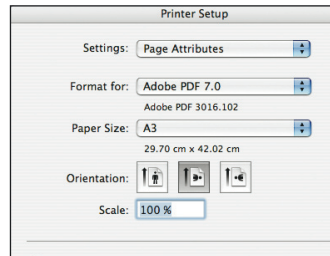 Printer Setup
Settings: Page Attributes
Format for: Adobe PDF 7.0
Adobe PDF 3016.102
Paper Size: A3
29.70 cm x 42.02 cm
Orientation:
Scale: 100 %